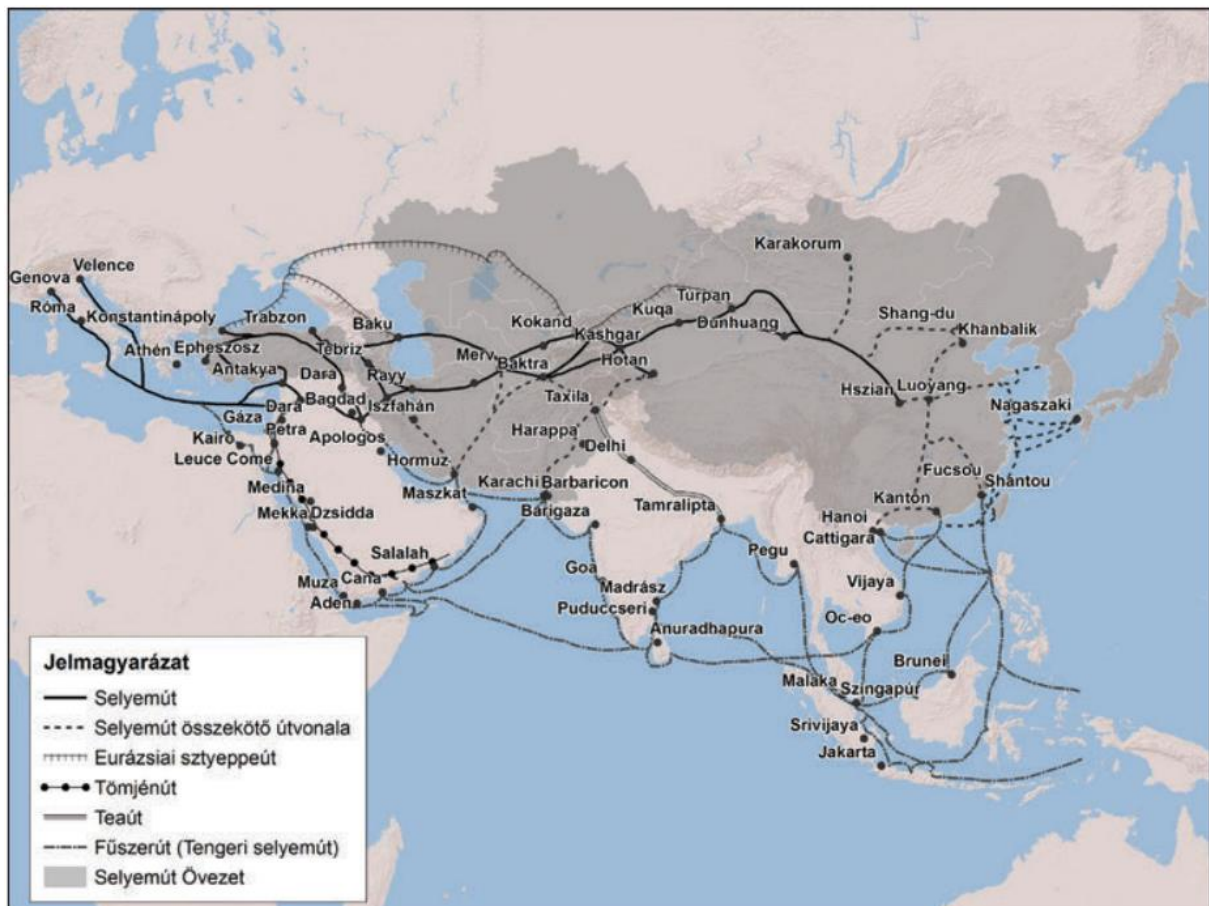 Karakorum
Velence
Genova
Turpan
Róma
Konstantinápoly
Trabzon
Kuqa
Shang-du
Baku
Kokand
Dunhuang
Khanbalik
Kashgar
Athén
Epheszosz
Tebriz
Merv
Baktra
Hotan
Antakya
Dara
Rayy
Hszian
Luoyang
Dara
Bagdad
Iszfahán
Taxila
Nagaszaki
Gáza
Petra
Apologos
Harappa
Kairó
Delhi
Leuce Come
Hormuz
Fucsou
Medina
Maszkat
Karachi
Barbaricon
Kanton
Shantou
Mekka
Dzsidda
Barigaza
Tamralipta
Hanoi
Cattigara
Salalah
Pegu
Muza
Cana
Goa
Vijaya
Aden
Madrász
Puduccseri
Oc-eo
Anuradhapura
Brunei
Malaka
Szingapúr
Srivijaya
Jakarta
Jelmagyarázat
Selyemút
Selyemút összekötő útvonala
Eurázsiai sztyeppeút
Tömjénút
Teaút
Fűszerút (Tengeri selyemút)
Selyemút Övezet